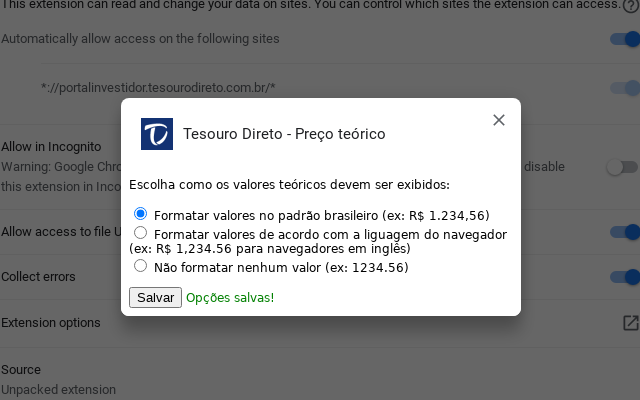 This extension can read and change your data on sites. You can control which sites the extension can access.
Automatically allow access on the following sites
*://portalinvestidor.tesourodireto.com.br/*
Tesouro Direto - Preço teórico
Escolha como os valores teóricos devem ser exibidos:
Formatar valores no padrão brasileiro (ex: R$ 1.234,56)
Formatar valores de acordo com a liguagem do navegador
(ex: R$ 1,234.56 para navegadores em inglês)
Não formatar nenhum valor (ex: 1234.56)
Salvar Opções salvas!
Allow in Incognito
Warning: Google Chro disable
this extension in Inco
Allow access to file U
Collect errors
Extension options
Source
Unpacked extension